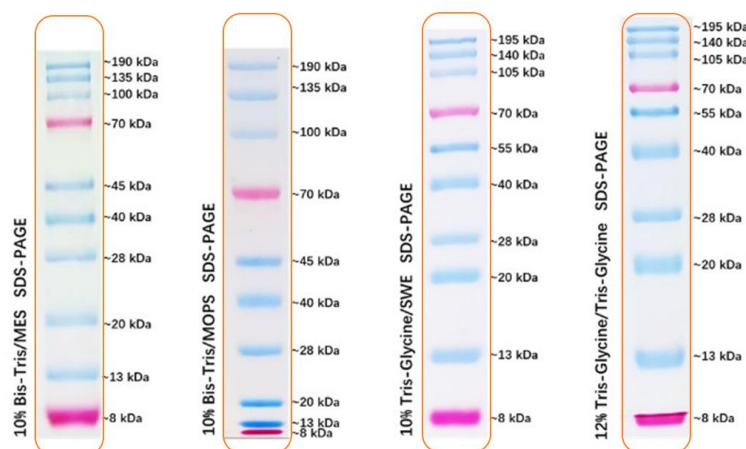 10% Bis-Tris/MES SDS-PAGE
~190 kDa
~135 kDa
~100 kDa
~70 kDa
~45 kDa
~40 kDa
~28 kDa
~20 kDa
~13 kDa
~8 kDa
10% Bis-Tris/MOPS SDS-PAGE
~190 kDa
~135 kDa
~100 kDa
~70 kDa
~45 kDa
~40 kDa
~28 kDa
~20 kDa
~13 kDa
~8 kDa
10% Tris-Glycine/SWE SDS-PAGE
~195 kDa
~140 kDa
~105 kDa
~70 kDa
~55 kDa
~40 kDa
~28 kDa
~20 kDa
~13 kDa
~8 kDa
12% Tris-Glycine/Tris-Glycine SDS-PAGE
~195 kDa
~140 kDa
~105 kDa
~70 kDa
~55 kDa
~40 kDa
~28 kDa
~20 kDa
~13 kDa
~8 kDa